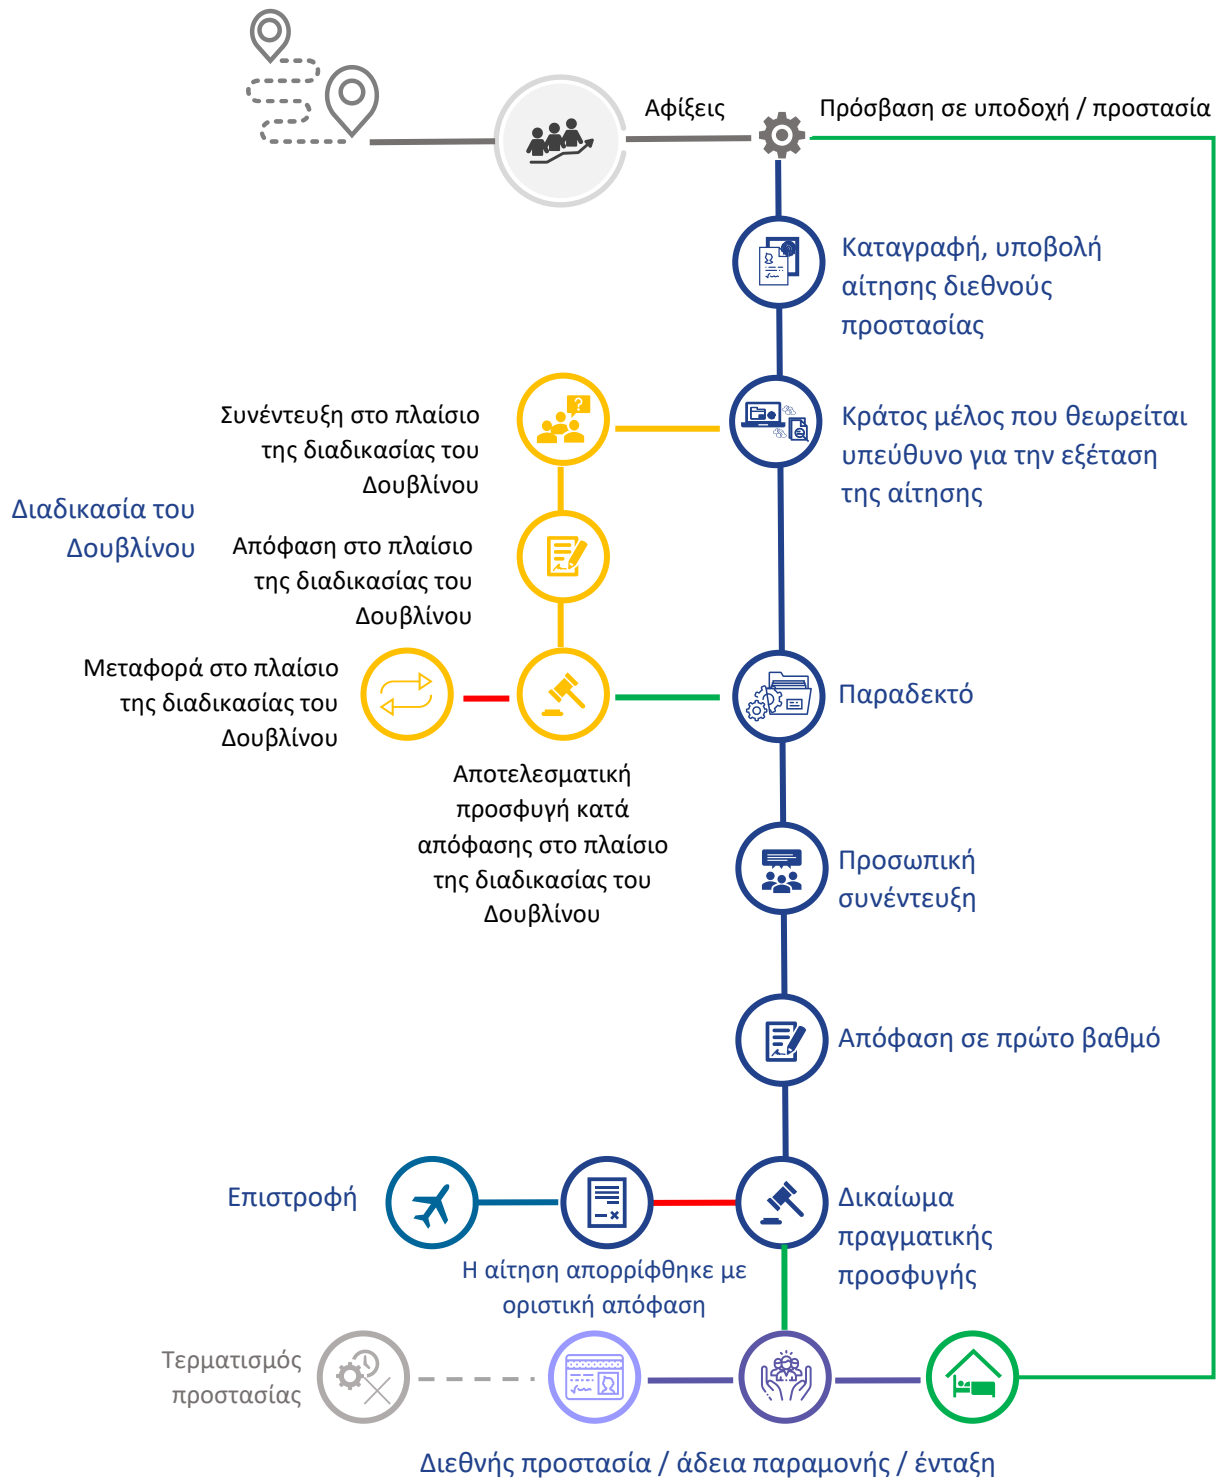 Αφίξεις
Πρόσβαση σε υποδοχή / προστασία
Καταγραφή, υποβολή
αίτησης διεθνούς
προστασίας
Συνέντευξη στο πλαίσιο
της διαδικασίας του
Δουβλίνου
Κράτος μέλος που θεωρείται
υπεύθυνο για την εξέταση
της αίτησης
Διαδικασία του
Δουβλίνου
Απόφαση στο πλαίσιο
της διαδικασίας του
Δουβλίνου
Μεταφορά στο πλαίσιο
της διαδικασίας του
Δουβλίνου
Παραδεκτό
Αποτελεσματική
προσφυγή κατά
απόφασης στο πλαίσιο
της διαδικασίας του
Δουβλίνου
Προσωπική
συνέντευξη
Απόφαση σε πρώτο βαθμό
Επιστροφή
Η αίτηση απορρίφθηκε με
οριστική απόφαση
Δικαίωμα
πραγματικής
προσφυγής
Τερματισμός
προστασίας
Διεθνής προστασία / άδεια παραμονής / ένταξη